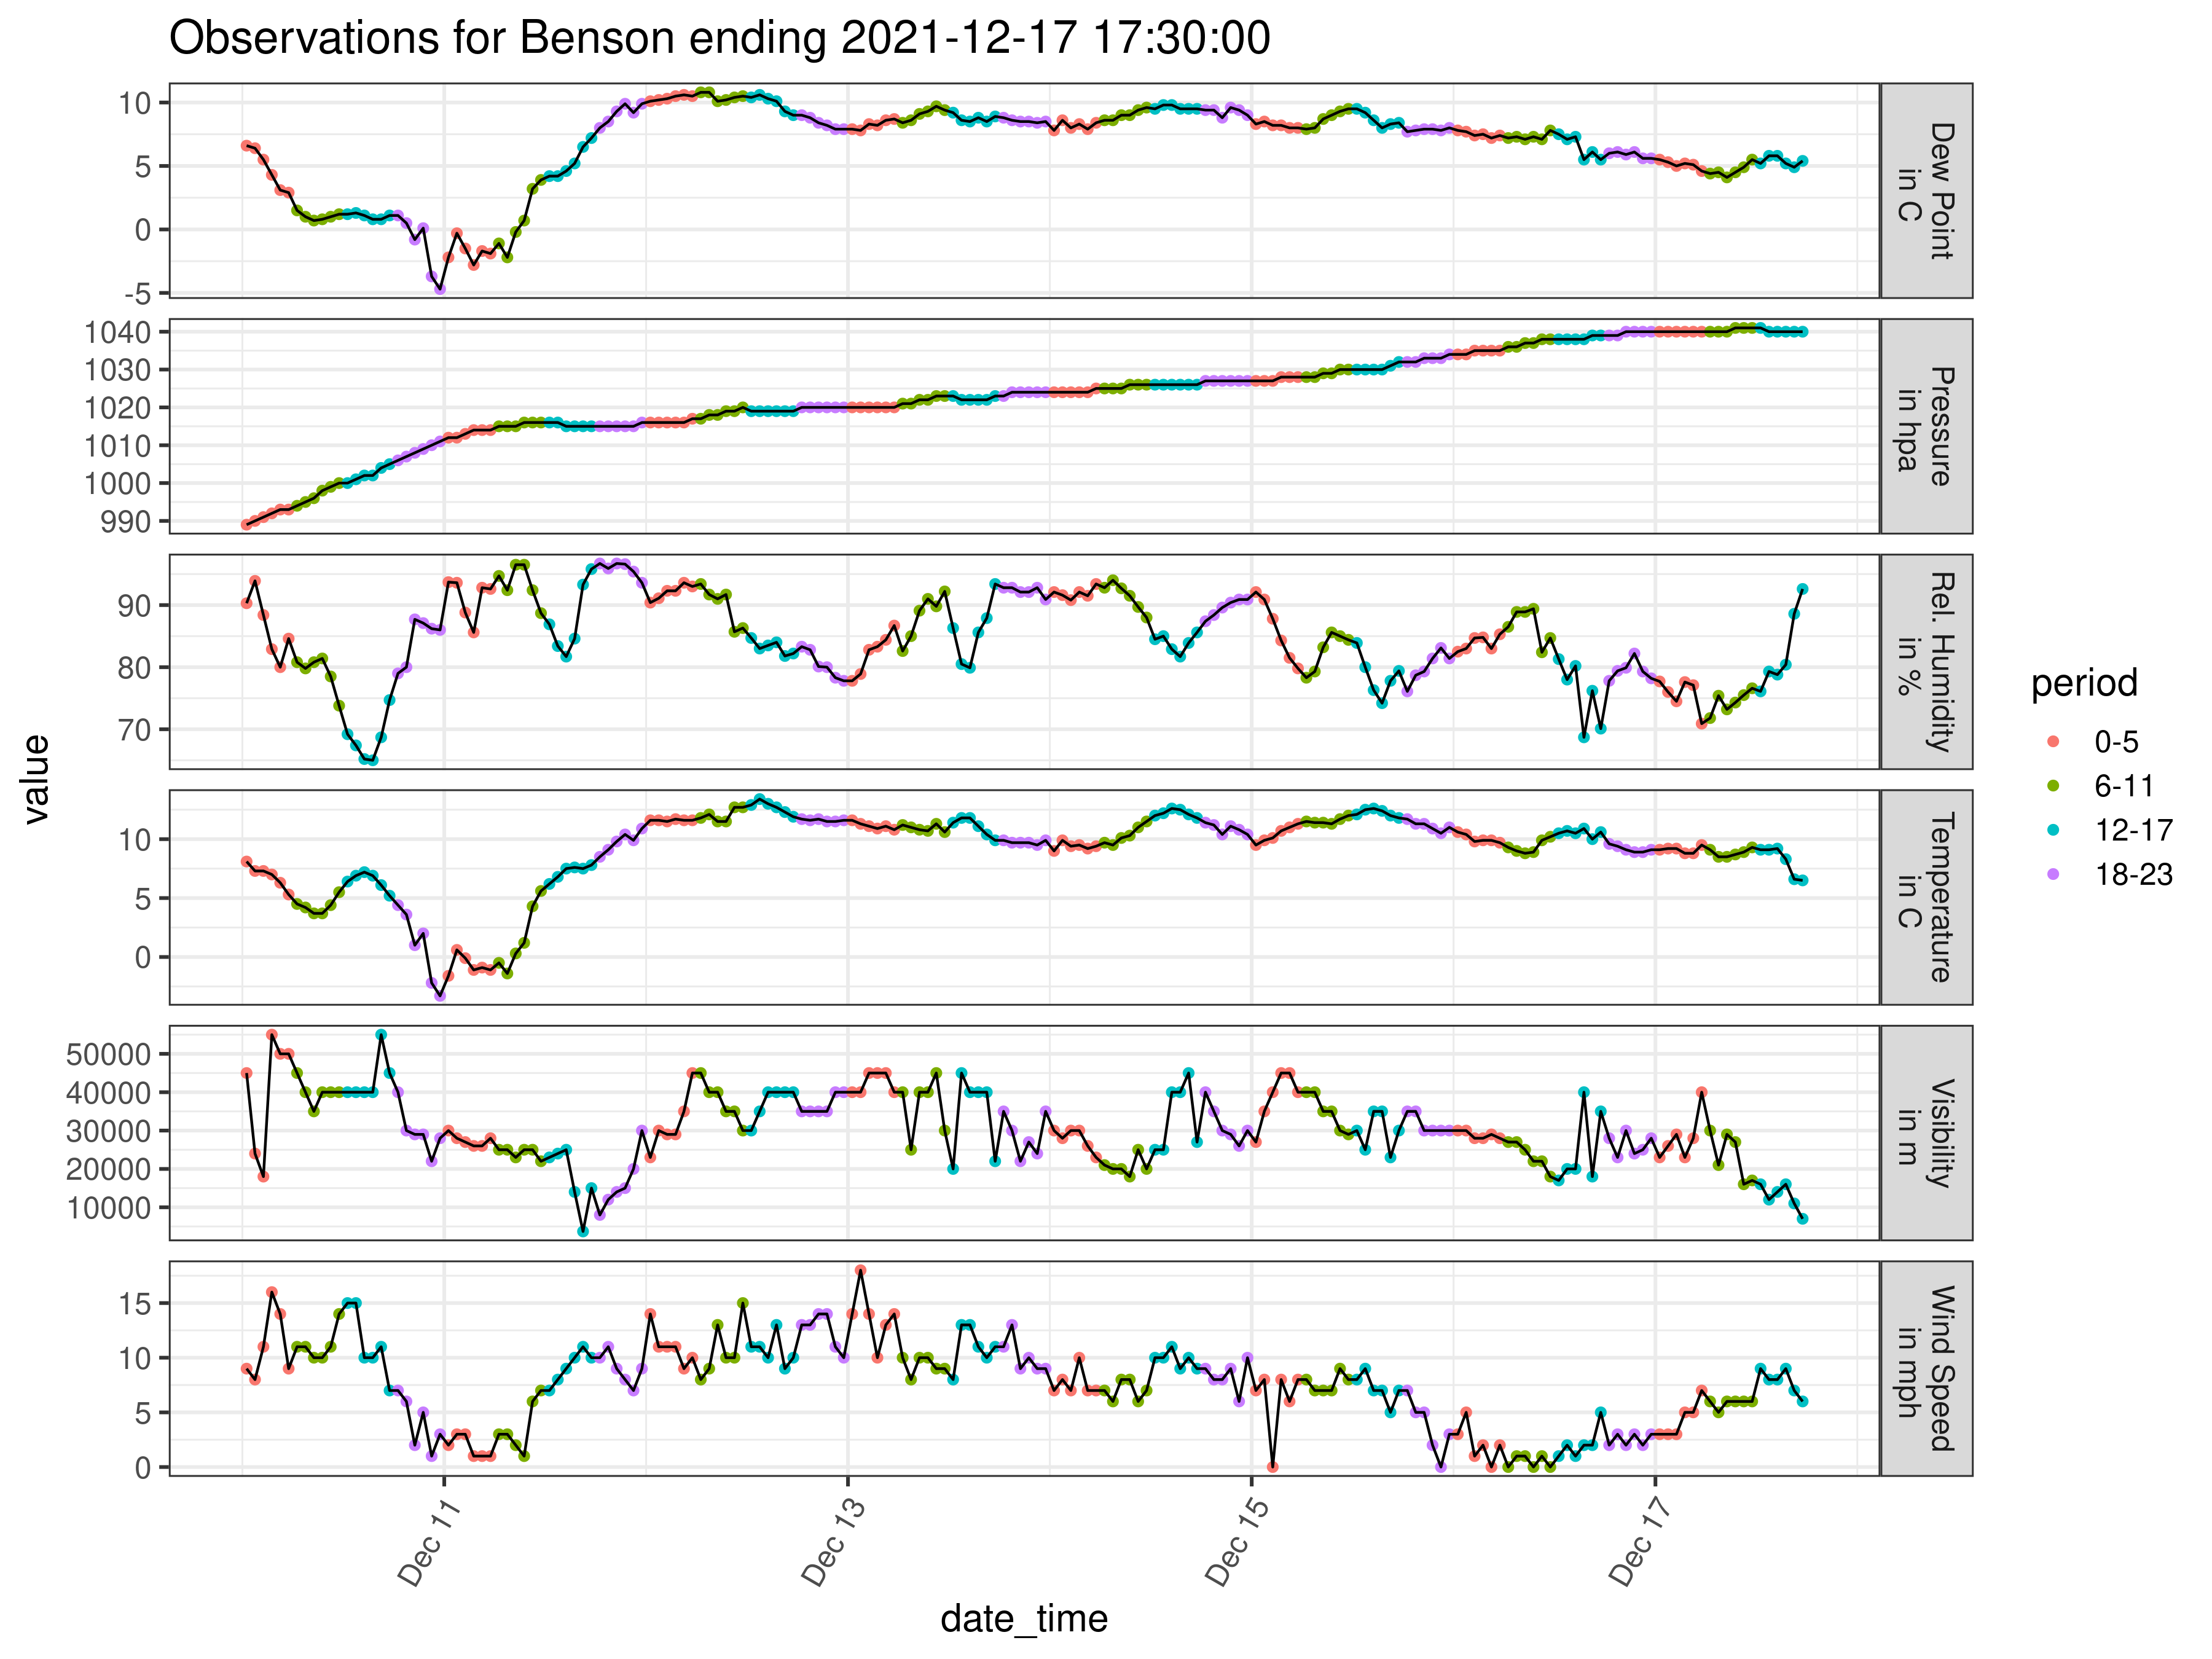 Observations for Benson ending 2021-12-17 17:30:00
value
10
5
0
-5
Dew Point
in C
1040
1030
1020
1010
1000
990
Pressure
in hpa
90
80
70
Rel. Humidity
in %
10
5
0
Temperature
in C
50000
40000
30000
20000
10000
Visibility
in m
15
10
5
0
Wind Speed
in mph
Dec 11
Dec 13
Dec 15
Dec 17
date_time
period
0-5
6-11
12-17
18-23